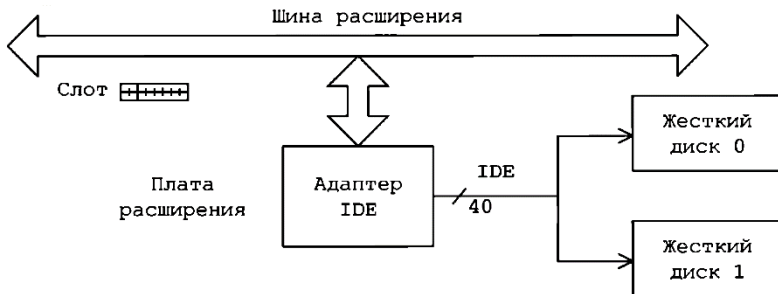 Шина расширения
Слот
Плата
расширения
Адаптер
IDE
IDE
40
Жесткий
диск 0
Жесткий
диск 1